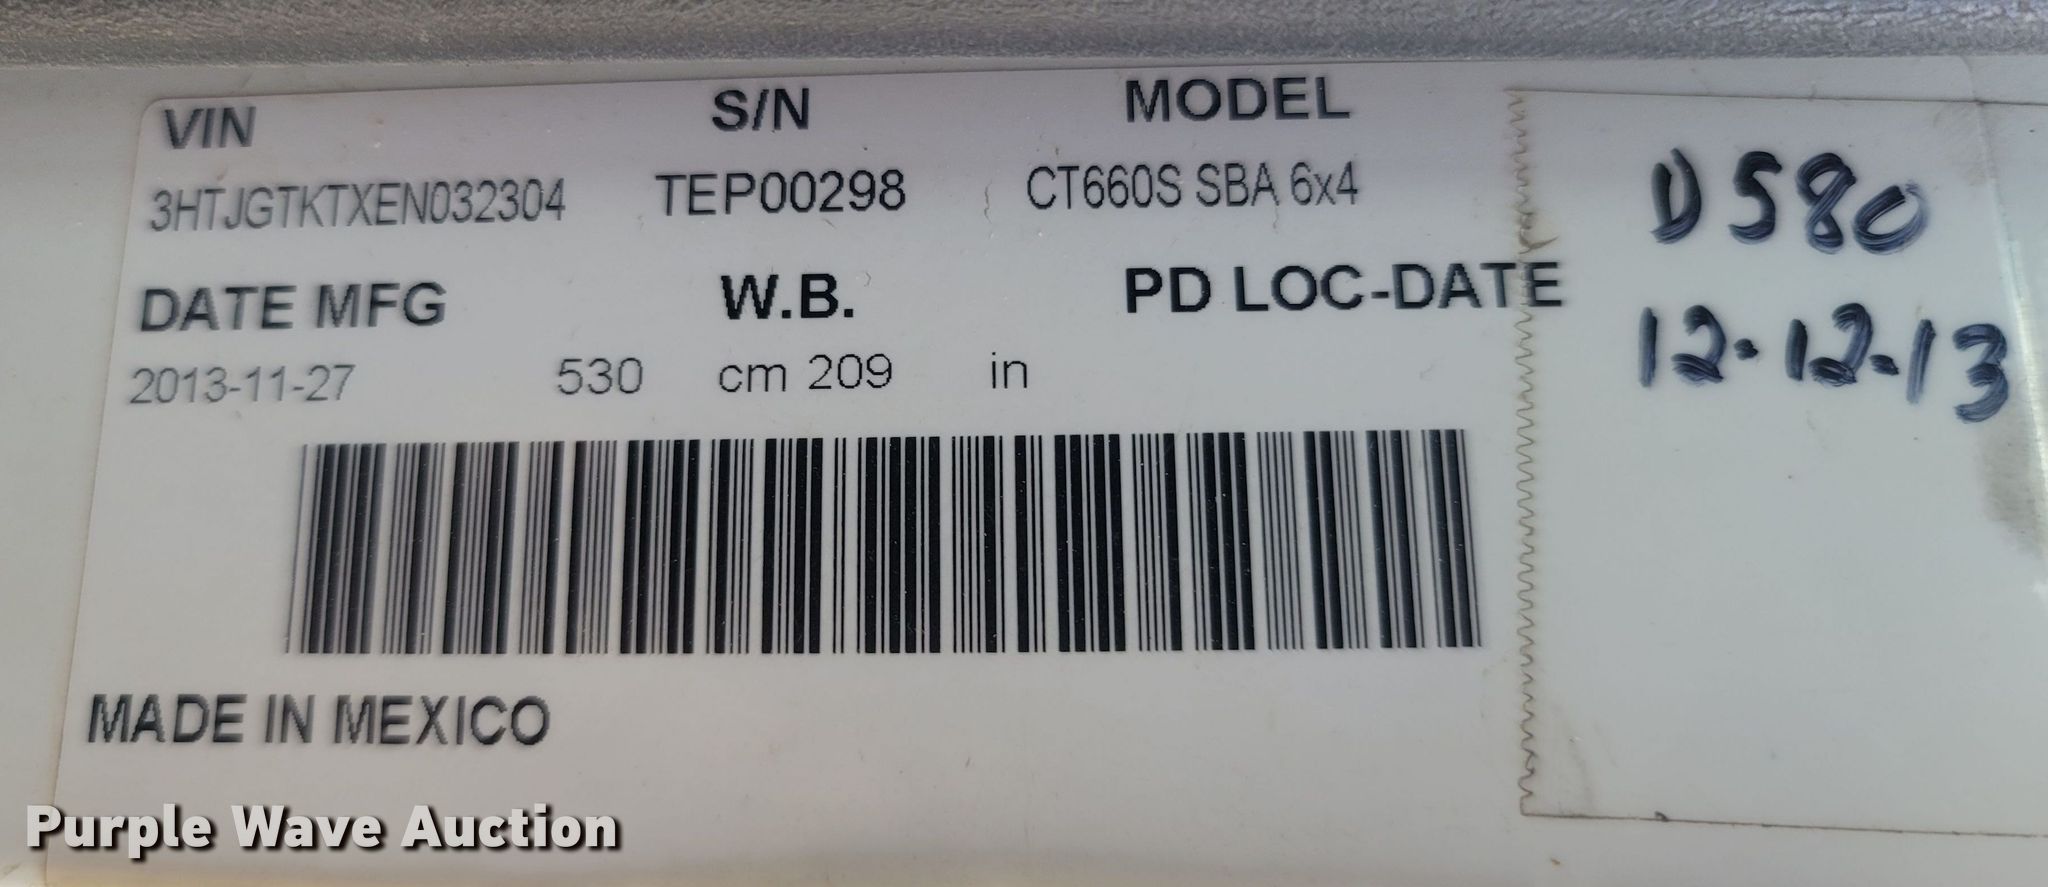 VIN S/N MODEL
3HTJGTKTXEN032304 TEP00298 CT660S SBA 6x4
DATE MFG W.B. PD LOC-DATE
2013-11-27 530 cm 209 in
D580
12-12-13
MADE IN MEXICO
Purple Wave Auction